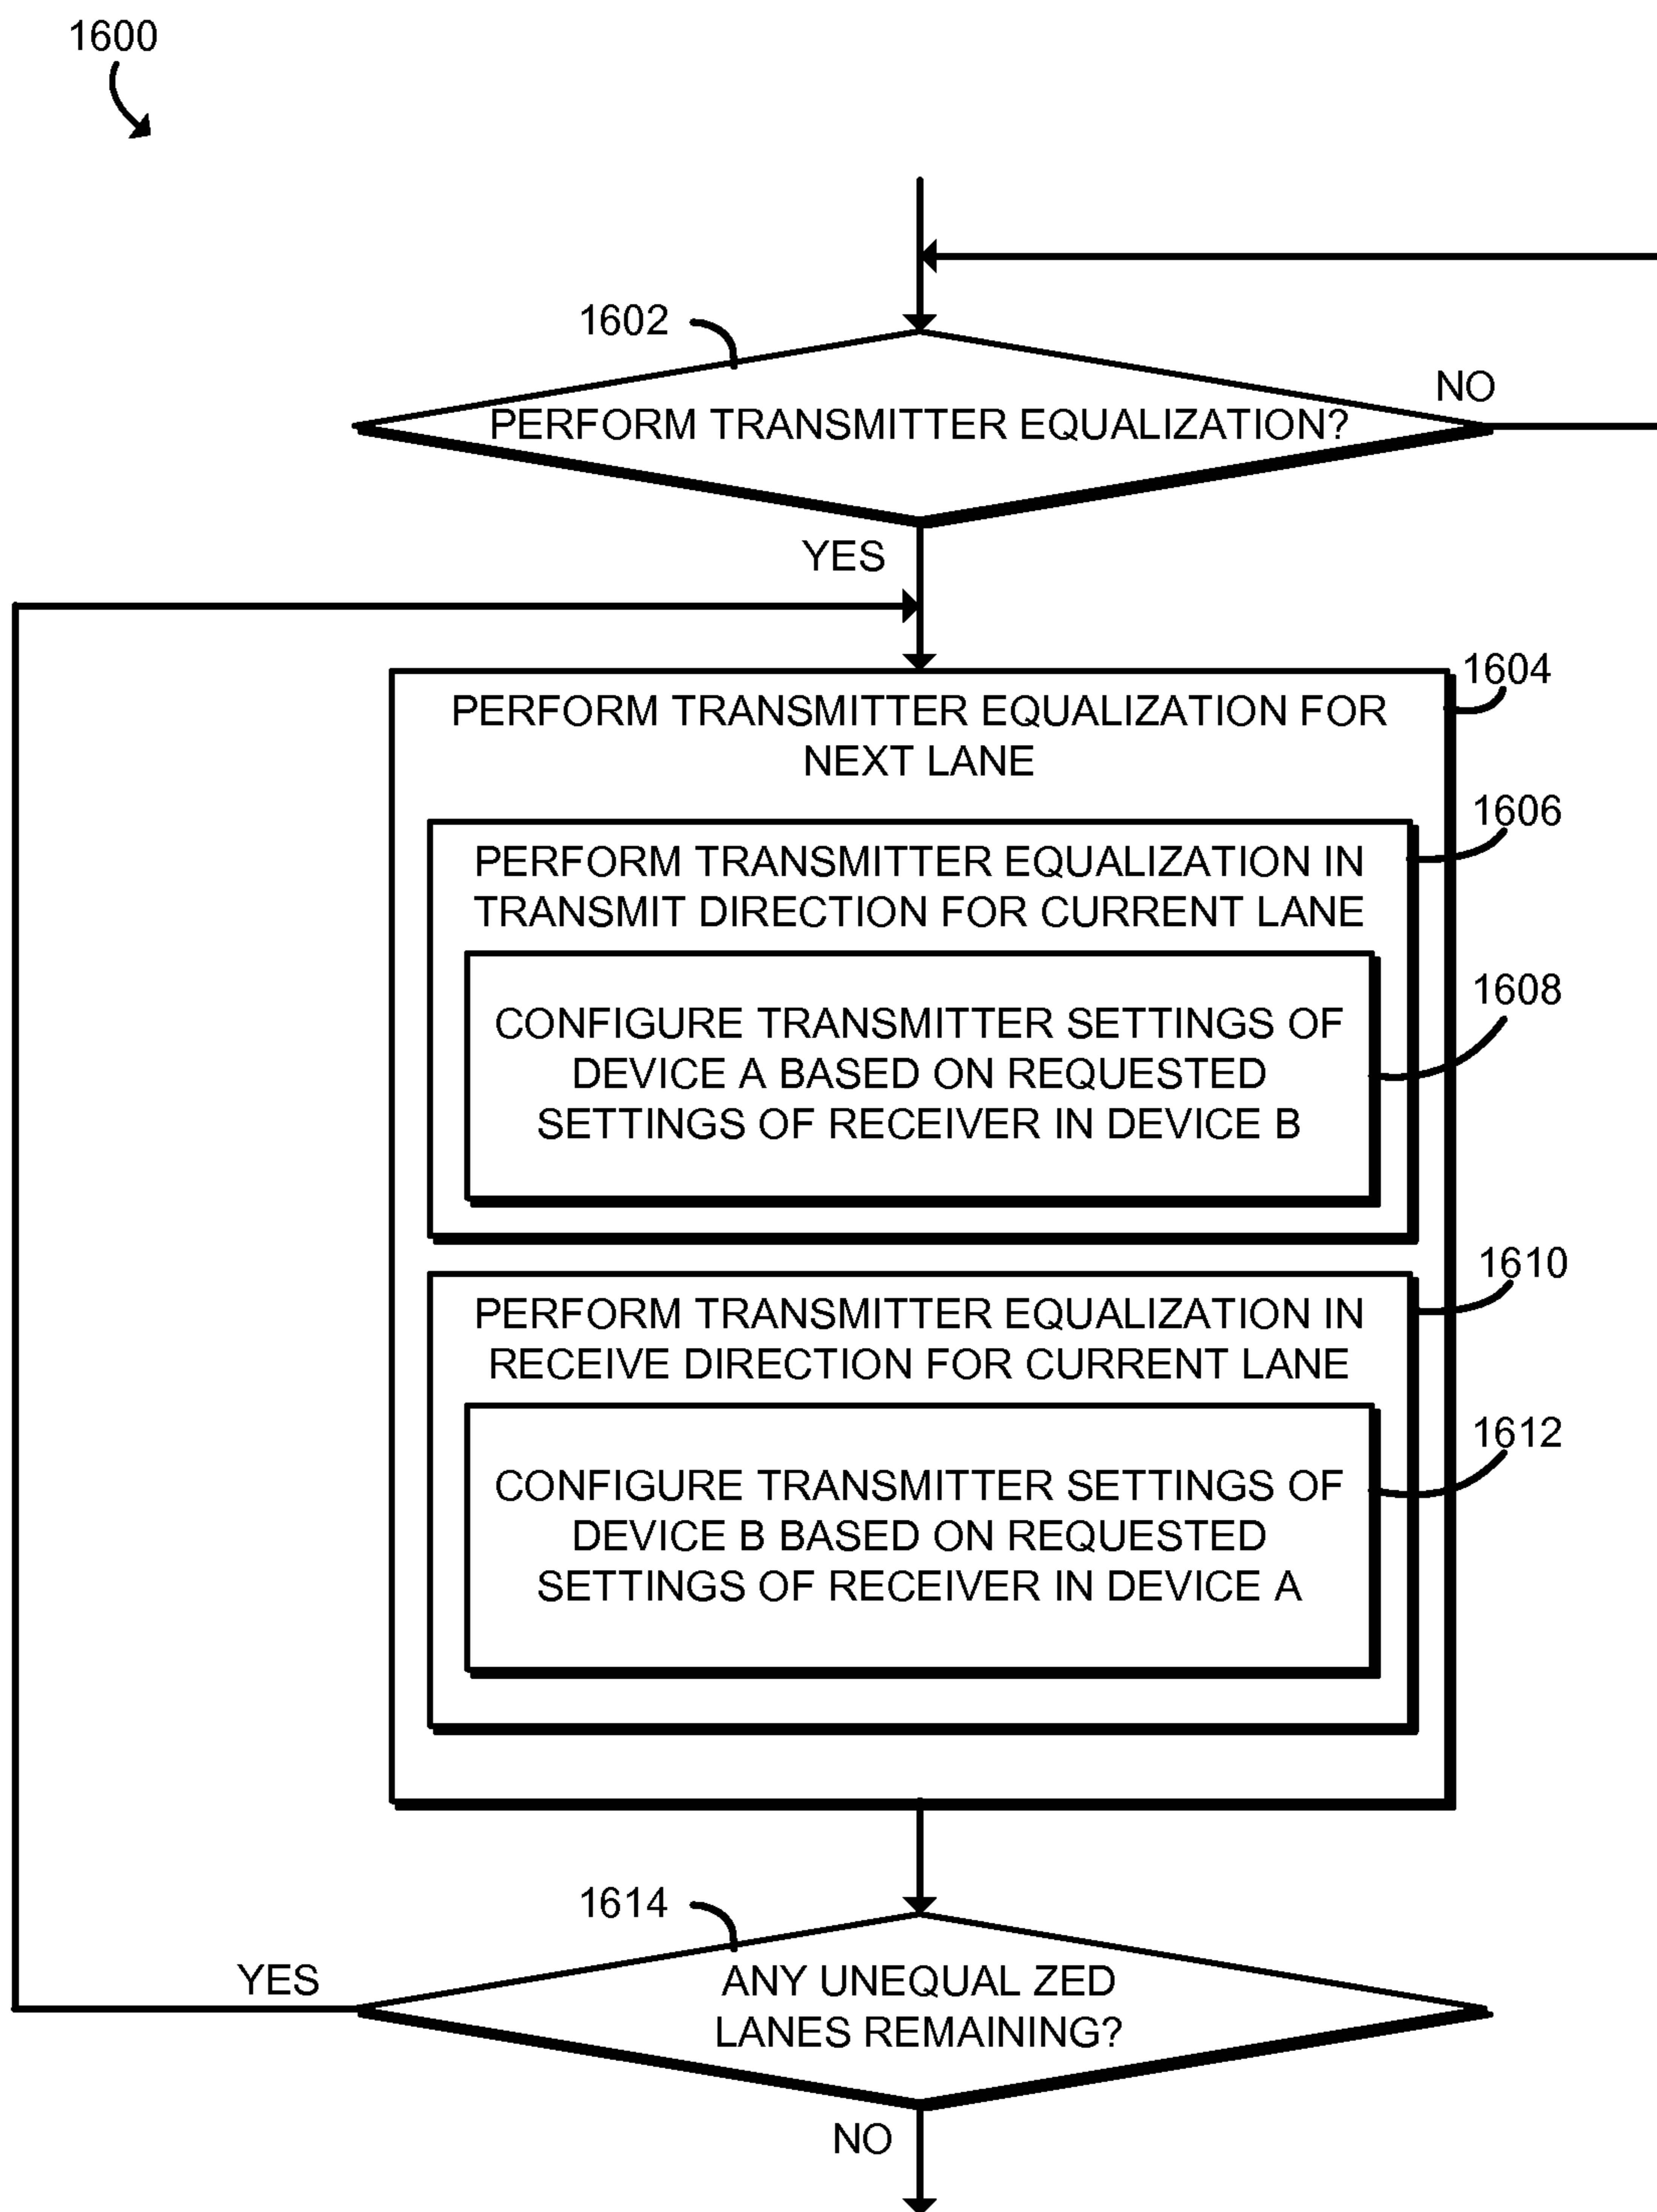 1600
1602
NO
PERFORM TRANSMITTER EQUALIZATION?
YES
1604
PERFORM TRANSMITTER EQUALIZATION FOR
NEXT LANE
1606
PERFORM TRANSMITTER EQUALIZATION IN
TRANSMIT DIRECTION FOR CURRENT LANE
1608
CONFIGURE TRANSMITTER SETTINGS OF
DEVICE A BASED ON REQUESTED
SETTINGS OF RECEIVER IN DEVICE B
1610
PERFORM TRANSMITTER EQUALIZATION IN
RECEIVE DIRECTION FOR CURRENT LANE
1612
CONFIGURE TRANSMITTER SETTINGS OF
DEVICE B BASED ON REQUESTED
SETTINGS OF RECEIVER IN DEVICE A
1614
YES
ANY UNEQUAL ZED
LANES REMAINING?
NO